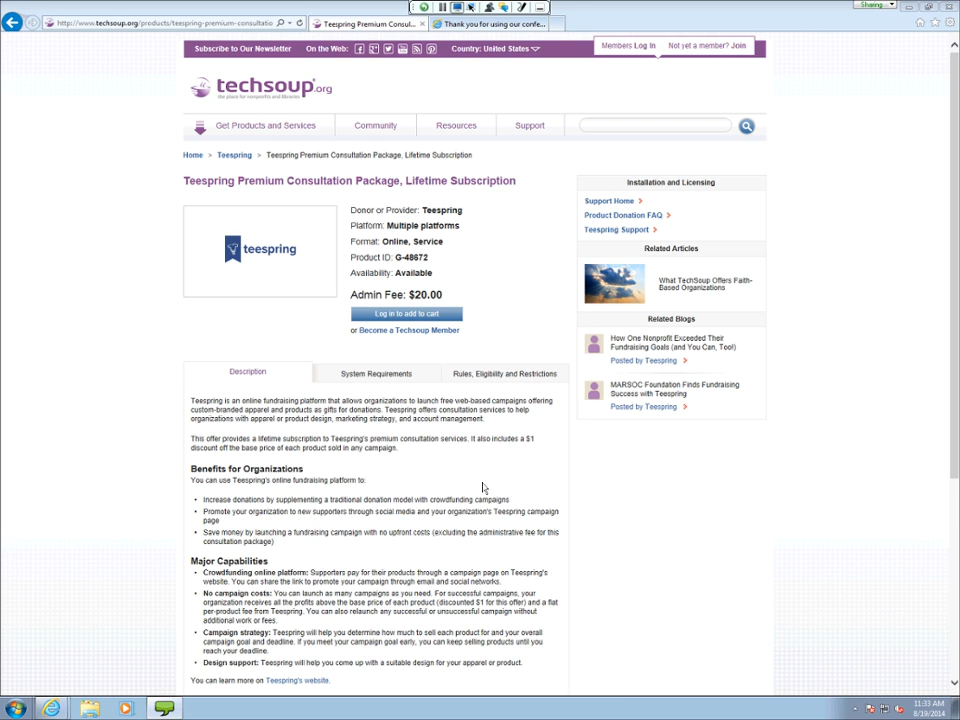 Sharing
http://www.techsoup.org/products/teespring-premium-consultatio
Teespring Premium Consul...
Thank you for using our confe...
Subscribe to Our Newsletter
On the Web:
Country: United States
Members Log In
Not yet a member? Join
techsoup.org
the place for nonprofits and libraries
Get Products and Services
Community
Resources
Support
Home > Teespring > Teespring Premium Consultation Package, Lifetime Subscription
Teespring Premium Consultation Package, Lifetime Subscription
teespring
Donor or Provider: Teespring
Platform: Multiple platforms
Format: Online, Service
Product ID: G-48672
Availability: Available
Admin Fee: $20.00
Log in to add to cart
or Become a Techsoup Member
Installation and Licensing
Support Home >
Product Donation FAQ >
Teespring Support >
Related Articles
What TechSoup Offers Faith-
Based Organizations
Related Blogs
How One Nonprofit Exceeded Their
Fundraising Goals (and You Can, Too!)
Posted by Teespring >
MARSOC Foundation Finds Fundraising
Success with Teespring
Posted by Teespring >
Description
System Requirements
Rules, Eligibility and Restrictions
Teespring is an online fundraising platform that allows organizations to launch free web-based campaigns offering
custom-branded apparel and products as gifts for donations. Teespring offers consultation services to help
organizations with apparel or product design, marketing strategy, and account management.
This offer provides a lifetime subscription to Teespring's premium consultation services. It also includes a $1
discount off the base price of each product sold in any campaign.
Benefits for Organizations
You can use Teespring's online fundraising platform to:
• Increase donations by supplementing a traditional donation model with crowdfunding campaigns
• Promote your organization to new supporters through social media and your organization's Teespring campaign
page
• Save money by launching a fundraising campaign with no upfront costs (excluding the administrative fee for this
consultation package)
Major Capabilities
• Crowdfunding online platform: Supporters pay for their products through a campaign page on Teespring's
website. You can share the link to promote your campaign through email and social networks.
• No campaign costs: You can launch as many campaigns as you need. For successful campaigns, your
organization receives all the profits above the base price of each product (discounted $1 for this offer) and a flat
per-product fee from Teespring. You can also relaunch any successful or unsuccessful campaign without
additional work or fees.
• Campaign strategy: Teespring will help you determine how much to sell each product for and your overall
campaign goal and deadline. If you meet your campaign goal early, you can keep selling products until you
reach your deadline.
• Design support: Teespring will help you come up with a suitable design for your apparel or product.
You can learn more on Teespring's website.
11:33 AM
8/19/2014